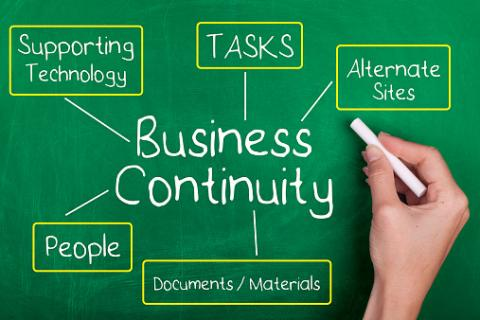 Supporting
Technology
TASKS
Alternate
Sites
Business
Continuity
People
Documents / Materials